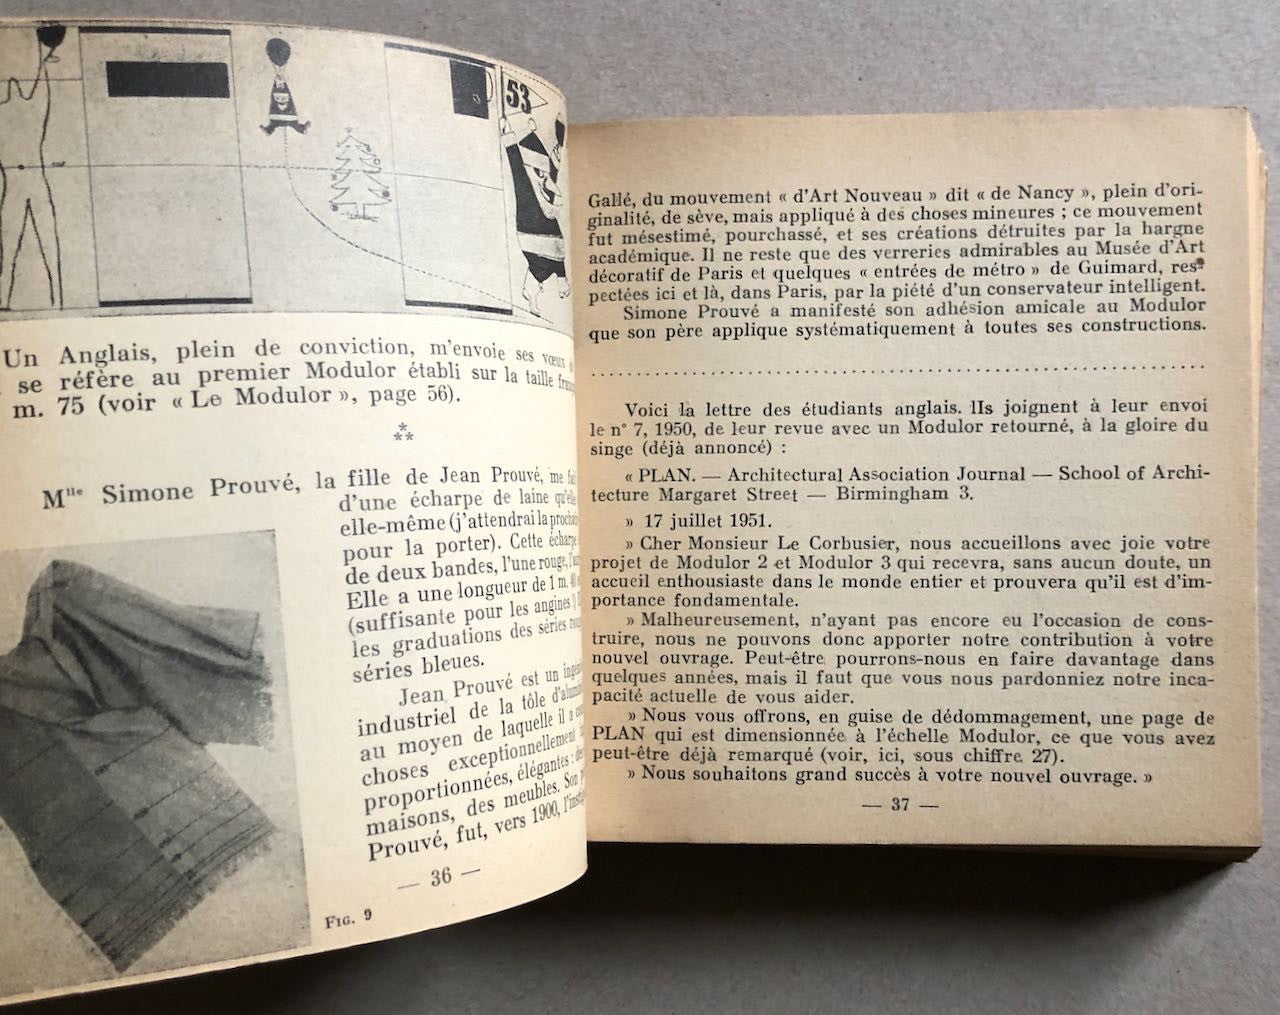 53
Un Anglais, plein de conviction, m'envoie ses vœux
se réfère au premier Modulor établi sur la taille
m. 75 (voir « Le Modulor », page 56).
⁂
Mlle Simone Prouvé, la fille de Jean Prouvé, me
d'une écharpe de laine
elle-même (j'attendrai la
pour la porter). Cette
de deux bandes, l'une rouge,
Elle a une longueur de 1 m.
(suffisante pour les angines
les graduations des séries
séries bleues.
Jean Prouvé est un
industriel de la tôle
au moyen de laquelle il a
choses exceptionnellement
proportionnées, élégantes :
maisons, des meubles. Son
Prouvé, fut, vers 1900,
— 36 —
FIG. 9
Gallé, du mouvement « d'Art Nouveau » dit « de Nancy », plein d'ori-
ginalité, de sève, mais appliqué à des choses mineures ; ce mouvement
fut mésestimé, pourchassé, et ses créations détruites par la hargne
académique. Il ne reste que des verreries admirables au Musée d'Art
décoratif de Paris et quelques « entrées de métro » de Guimard, res-
pectées ici et là, dans Paris, par la piété d'un conservateur intelligent.
Simone Prouvé a manifesté son adhésion amicale au Modulor
que son père applique systématiquement à toutes ses constructions.
Voici la lettre des étudiants anglais. Ils joignent à leur envoi
le n° 7, 1950, de leur revue avec un Modulor retourné, à la gloire du
singe (déjà annoncé) :
« PLAN. — Architectural Association Journal — School of Archi-
tecture Margaret Street — Birmingham 3.
» 17 juillet 1951.
» Cher Monsieur Le Corbusier, nous accueillons avec joie votre
projet de Modulor 2 et Modulor 3 qui recevra, sans aucun doute, un
accueil enthousiaste dans le monde entier et prouvera qu'il est d'im-
portance fondamentale.
» Malheureusement, n'ayant pas encore eu l'occasion de cons-
truire, nous ne pouvons donc apporter notre contribution à votre
nouvel ouvrage. Peut-être pourrons-nous en faire davantage dans
quelques années, mais il faut que vous nous pardonniez notre inca-
pacité actuelle de vous aider.
» Nous vous offrons, en guise de dédommagement, une page de
PLAN qui est dimensionnée à l'échelle Modulor, ce que vous avez
peut-être déjà remarqué (voir, ici, sous chiffre 27).
» Nous souhaitons grand succès à votre nouvel ouvrage. »
— 37 —